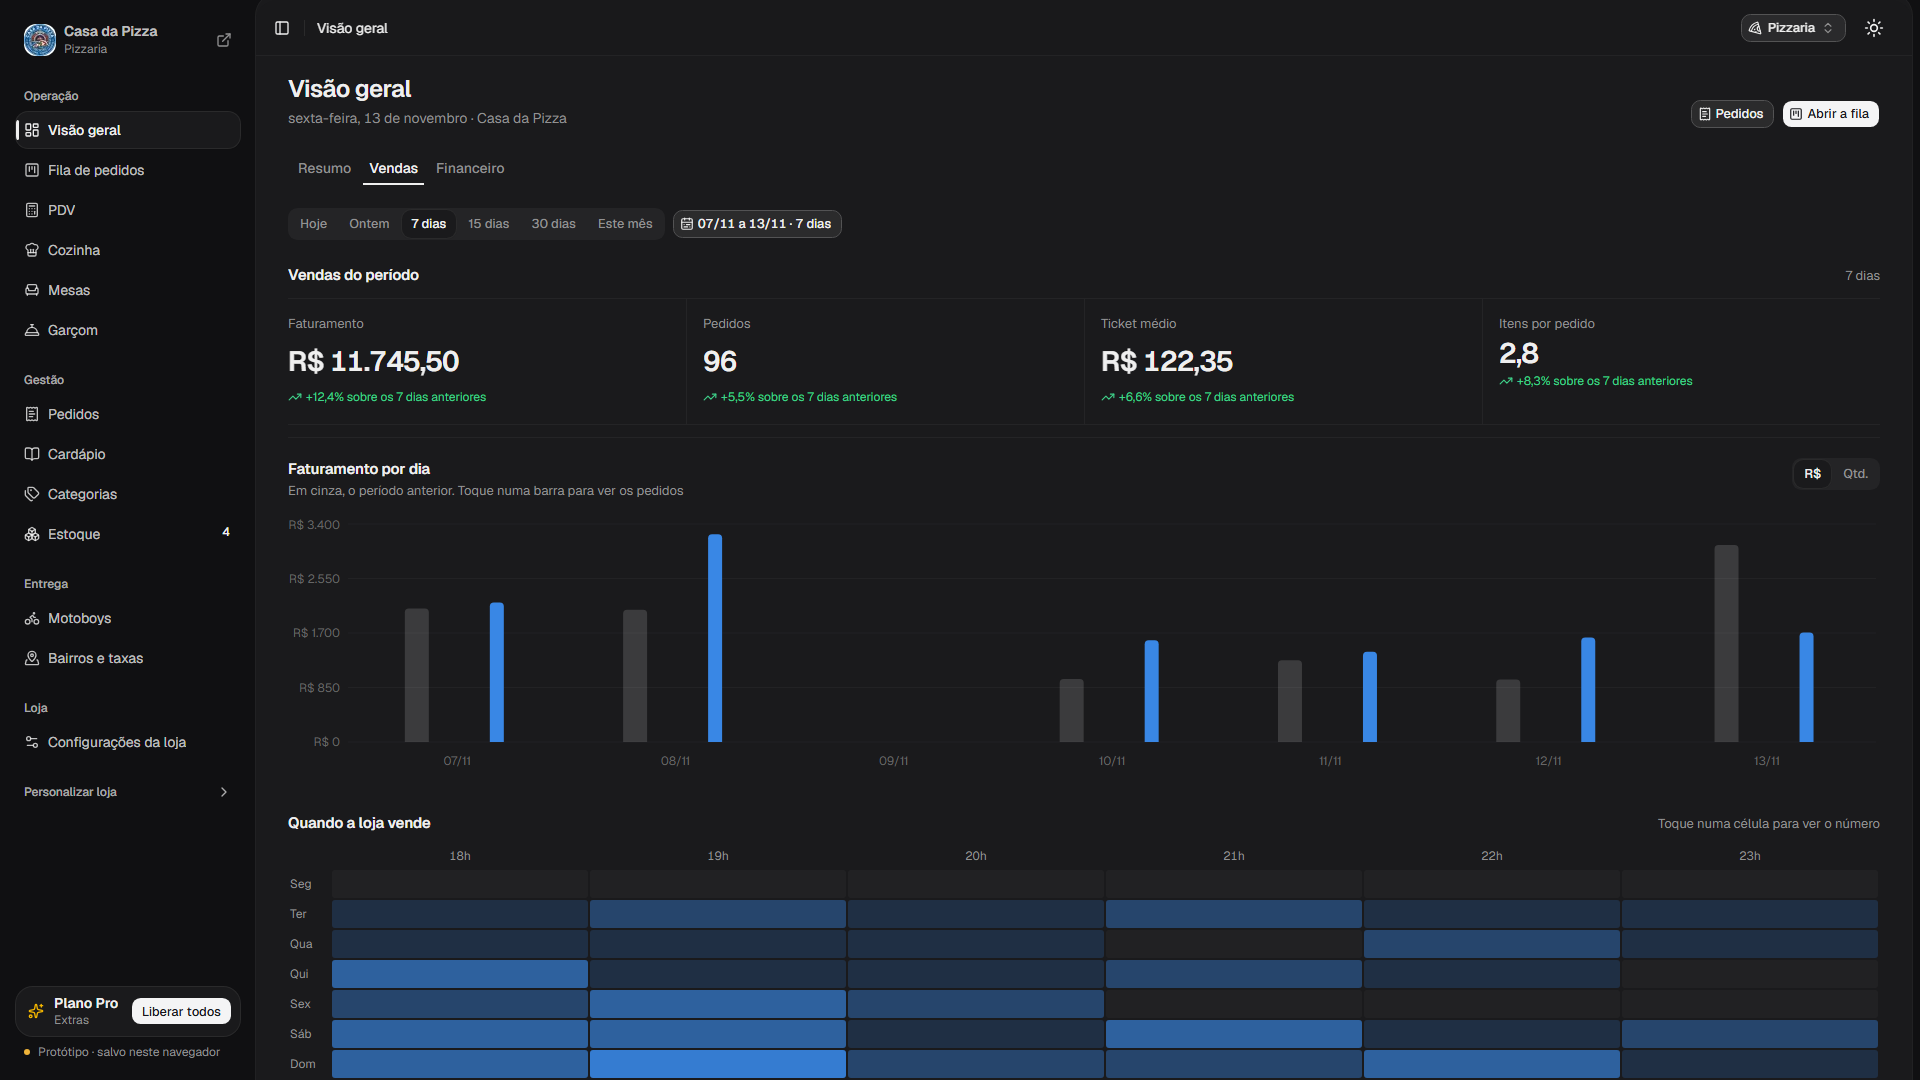 Casa da Pizza
Pizzaria
Operação
Visão geral
Fila de pedidos
PDV
Cozinha
Mesas
Garçom
Gestão
Pedidos
Cardápio
Categorias
Estoque 4
Entrega
Motoboys
Bairros e taxas
Loja
Configurações da loja
Personalizar loja
Plano Pro
Extras
Liberar todos
Protótipo · salvo neste navegador
Visão geral
Pizzaria
Visão geral
sexta-feira, 13 de novembro · Casa da Pizza
Pedidos
Abrir a fila
Resumo Vendas Financeiro
Hoje Ontem 7 dias 15 dias 30 dias Este mês 07/11 a 13/11 · 7 dias
Vendas do período 7 dias
Faturamento
R$ 11.745,50
+12,4% sobre os 7 dias anteriores
Pedidos
96
+5,5% sobre os 7 dias anteriores
Ticket médio
R$ 122,35
+6,6% sobre os 7 dias anteriores
Itens por pedido
2,8
+8,3% sobre os 7 dias anteriores
Faturamento por dia
Em cinza, o período anterior. Toque numa barra para ver os pedidos
R$ Qtd.
R$ 3.400
R$ 2.550
R$ 1.700
R$ 850
R$ 0
07/11 08/11 09/11 10/11 11/11 12/11 13/11
Quando a loja vende
Toque numa célula para ver o número
18h 19h 20h 21h 22h 23h
Seg
Ter
Qua
Qui
Sex
Sáb
Dom